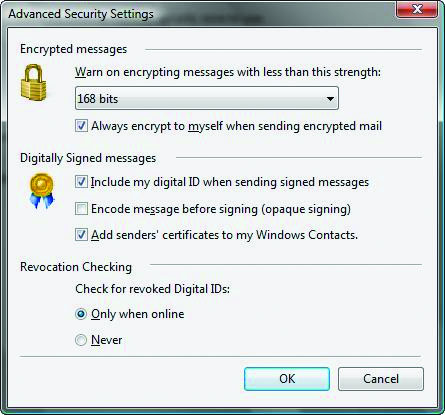 Advanced Security Settings
Encrypted messages
Warn on encrypting messages with less than this strength:
168 bits
Always encrypt to myself when sending encrypted mail
Digitally Signed messages
Include my digital ID when sending signed messages
Encode message before signing (opaque signing)
Add senders' certificates to my Windows Contacts.
Revocation Checking
Check for revoked Digital IDs:
Only when online
Never
OK
Cancel